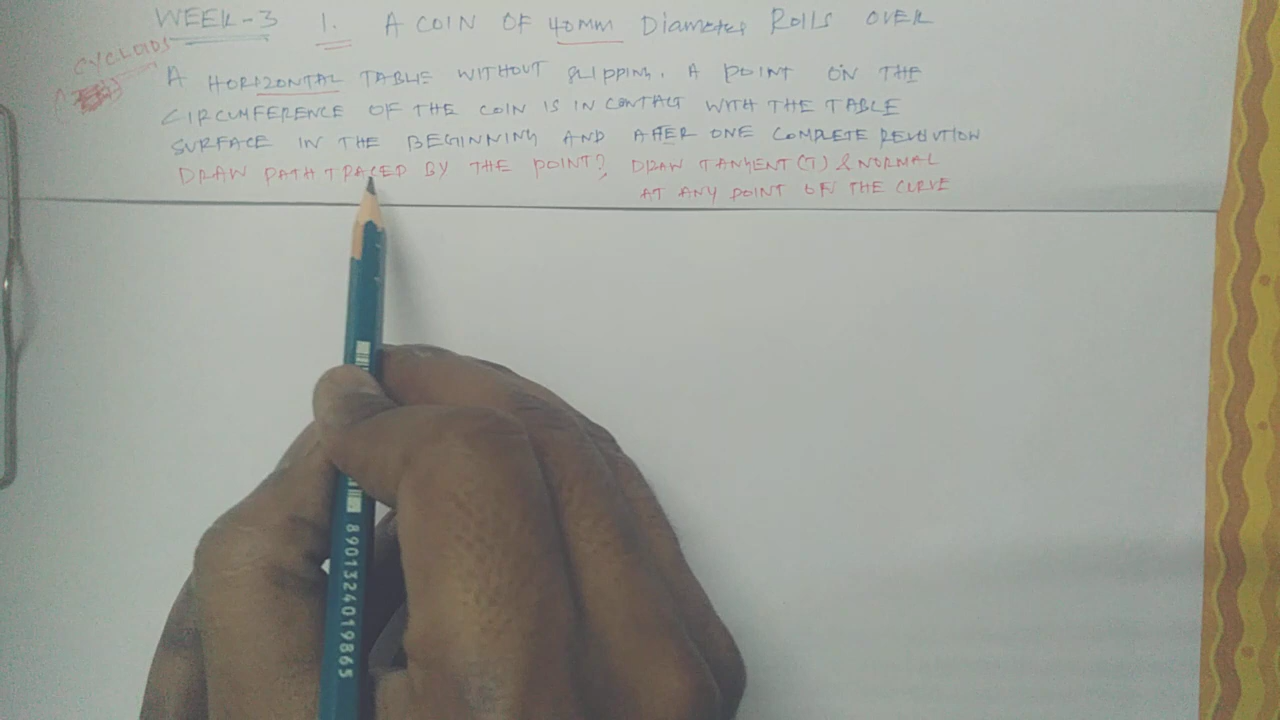 WEEK-3 1. A COIN OF 40MM Diameter Rolls OVER
CYCLOIDS
A HORIZONTAL TABLE WITHOUT SLIPPING. A POINT ON THE
CIRCUMFERENCE OF THE COIN IS IN CONTACT WITH THE TABLE
SURFACE IN THE BEGINNING AND AFTER ONE COMPLETE REVOLUTION
DRAW PATH TRACED BY THE POINT? DRAW TANGENT(T) & NORMAL
AT ANY POINT ON THE CURVE
8901324019865